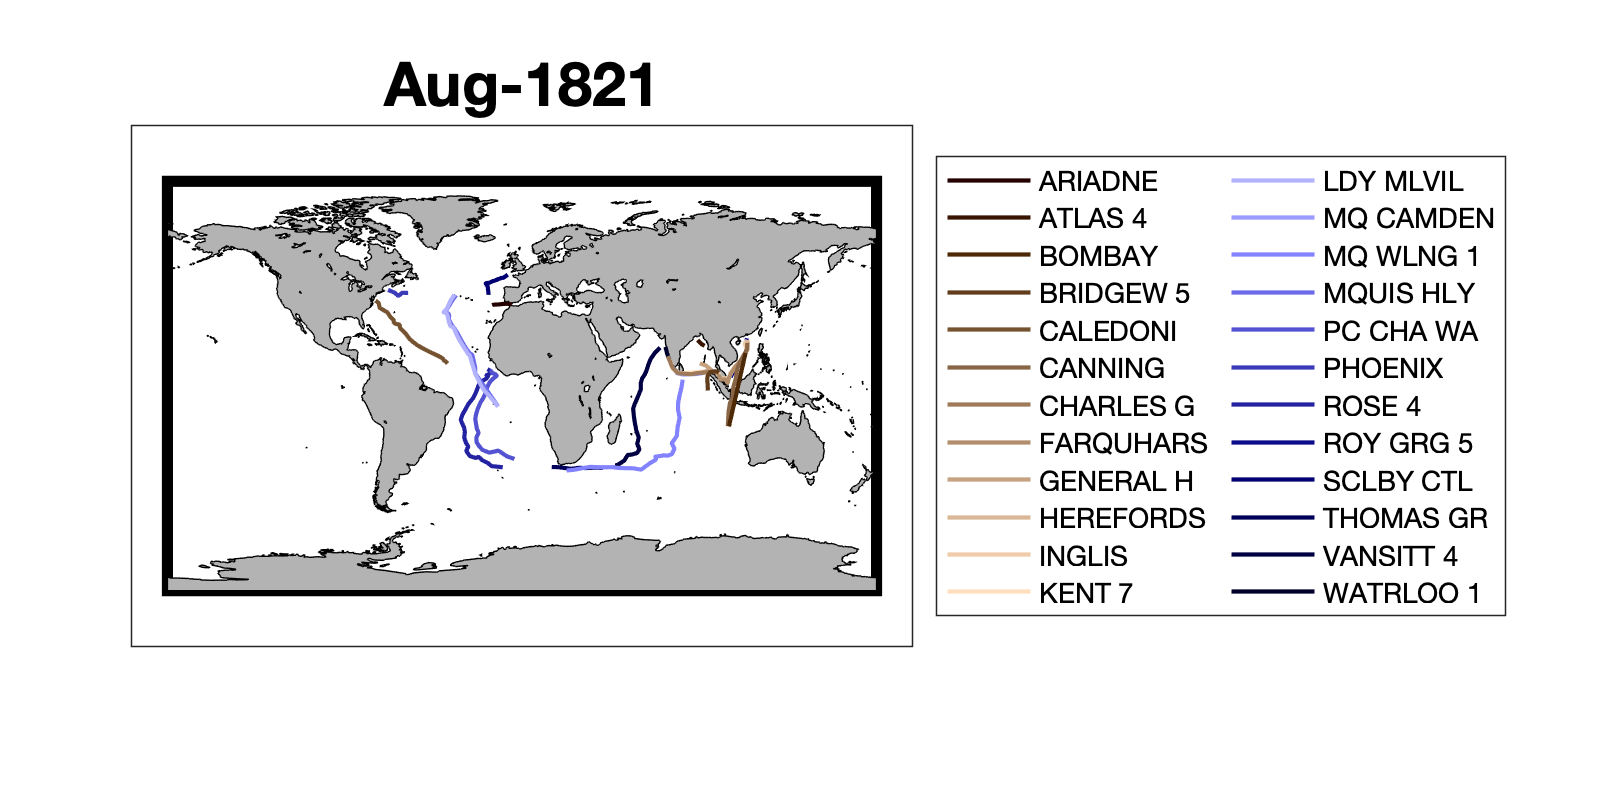 Aug-1821
ARIADNE
ATLAS 4
BOMBAY
BRIDGEW 5
CALEDONI
CANNING
CHARLES G
FARQUHARS
GENERAL H
HEREFORDS
INGLIS
KENT 7
LDY MLVIL
MQ CAMDEN
MQ WLNG 1
MQUIS HLY
PC CHA WA
PHOENIX
ROSE 4
ROY GRG 5
SCLBY CTL
THOMAS GR
VANSITT 4
WATRLOO 1